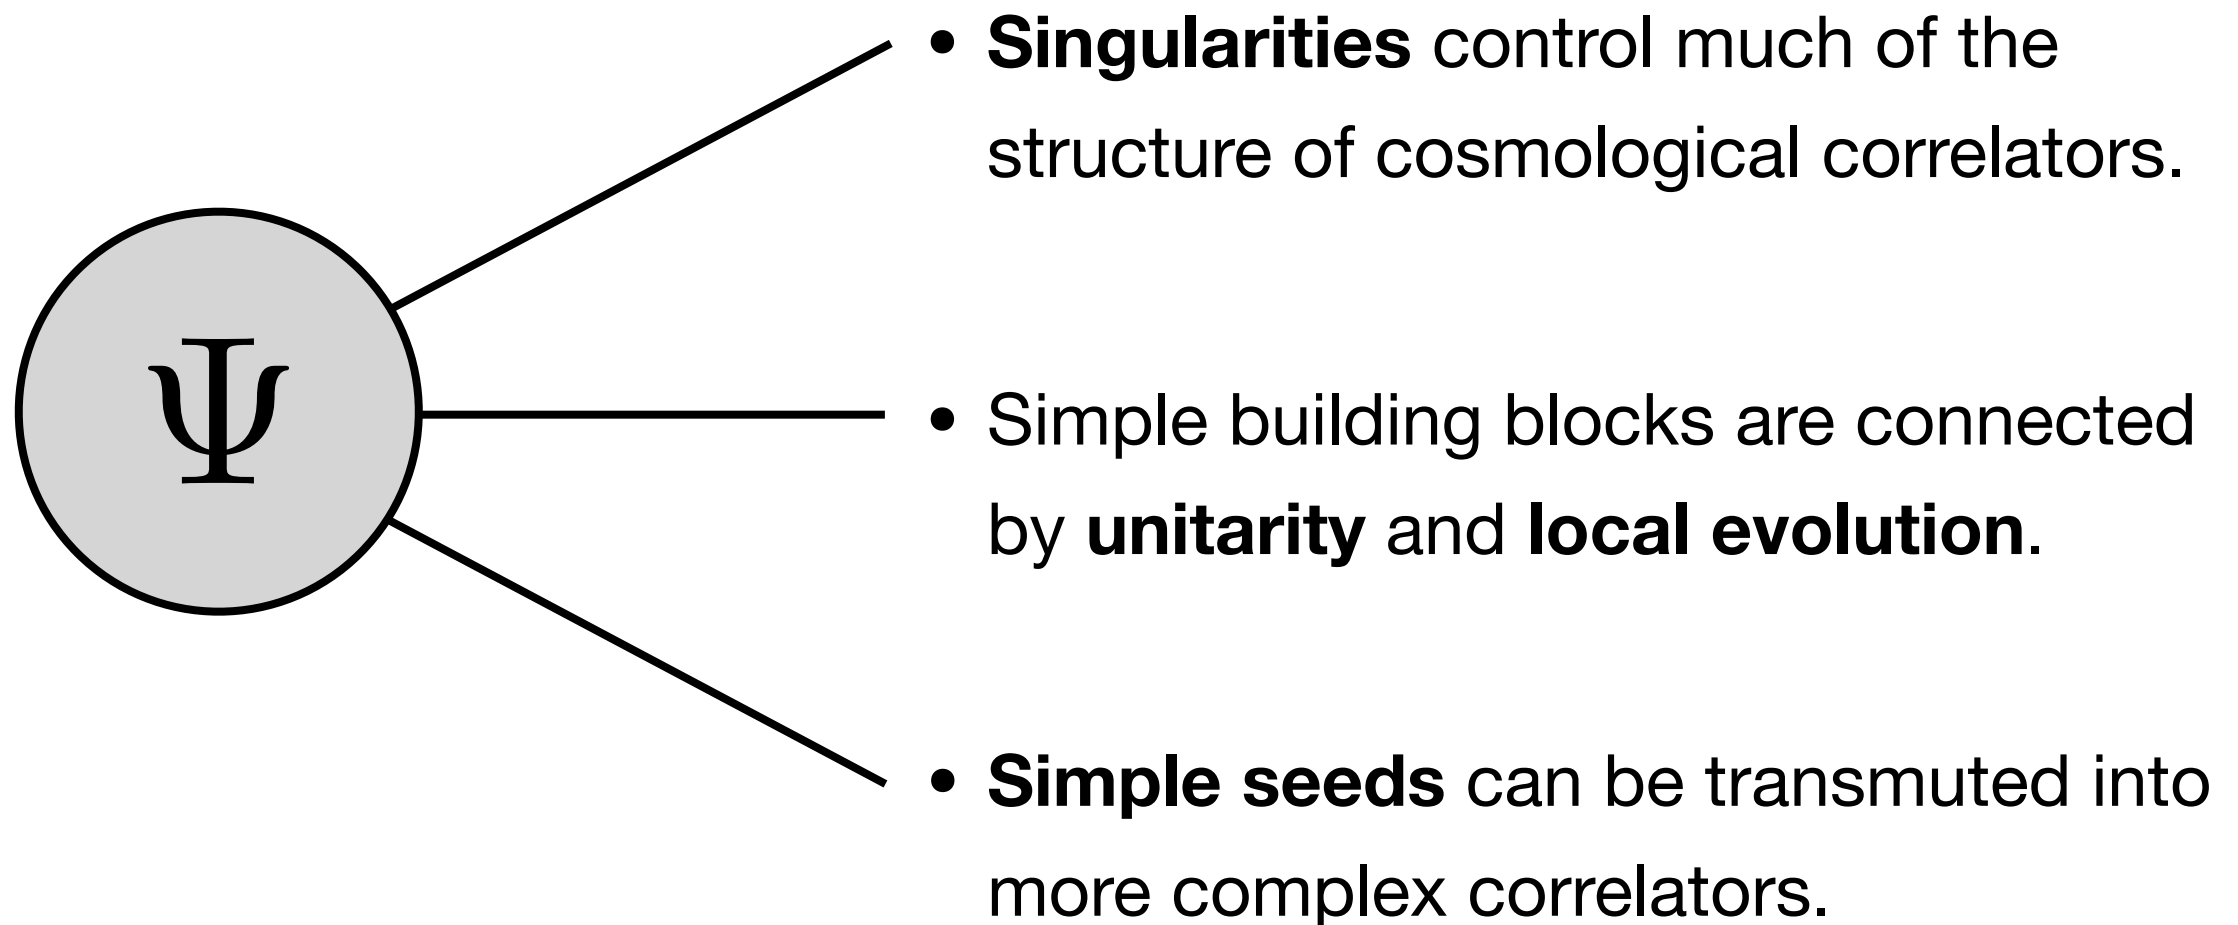 Ψ
• Singularities control much of the
structure of cosmological correlators.
• Simple building blocks are connected
by unitarity and local evolution.
• Simple seeds can be transmuted into
more complex correlators.